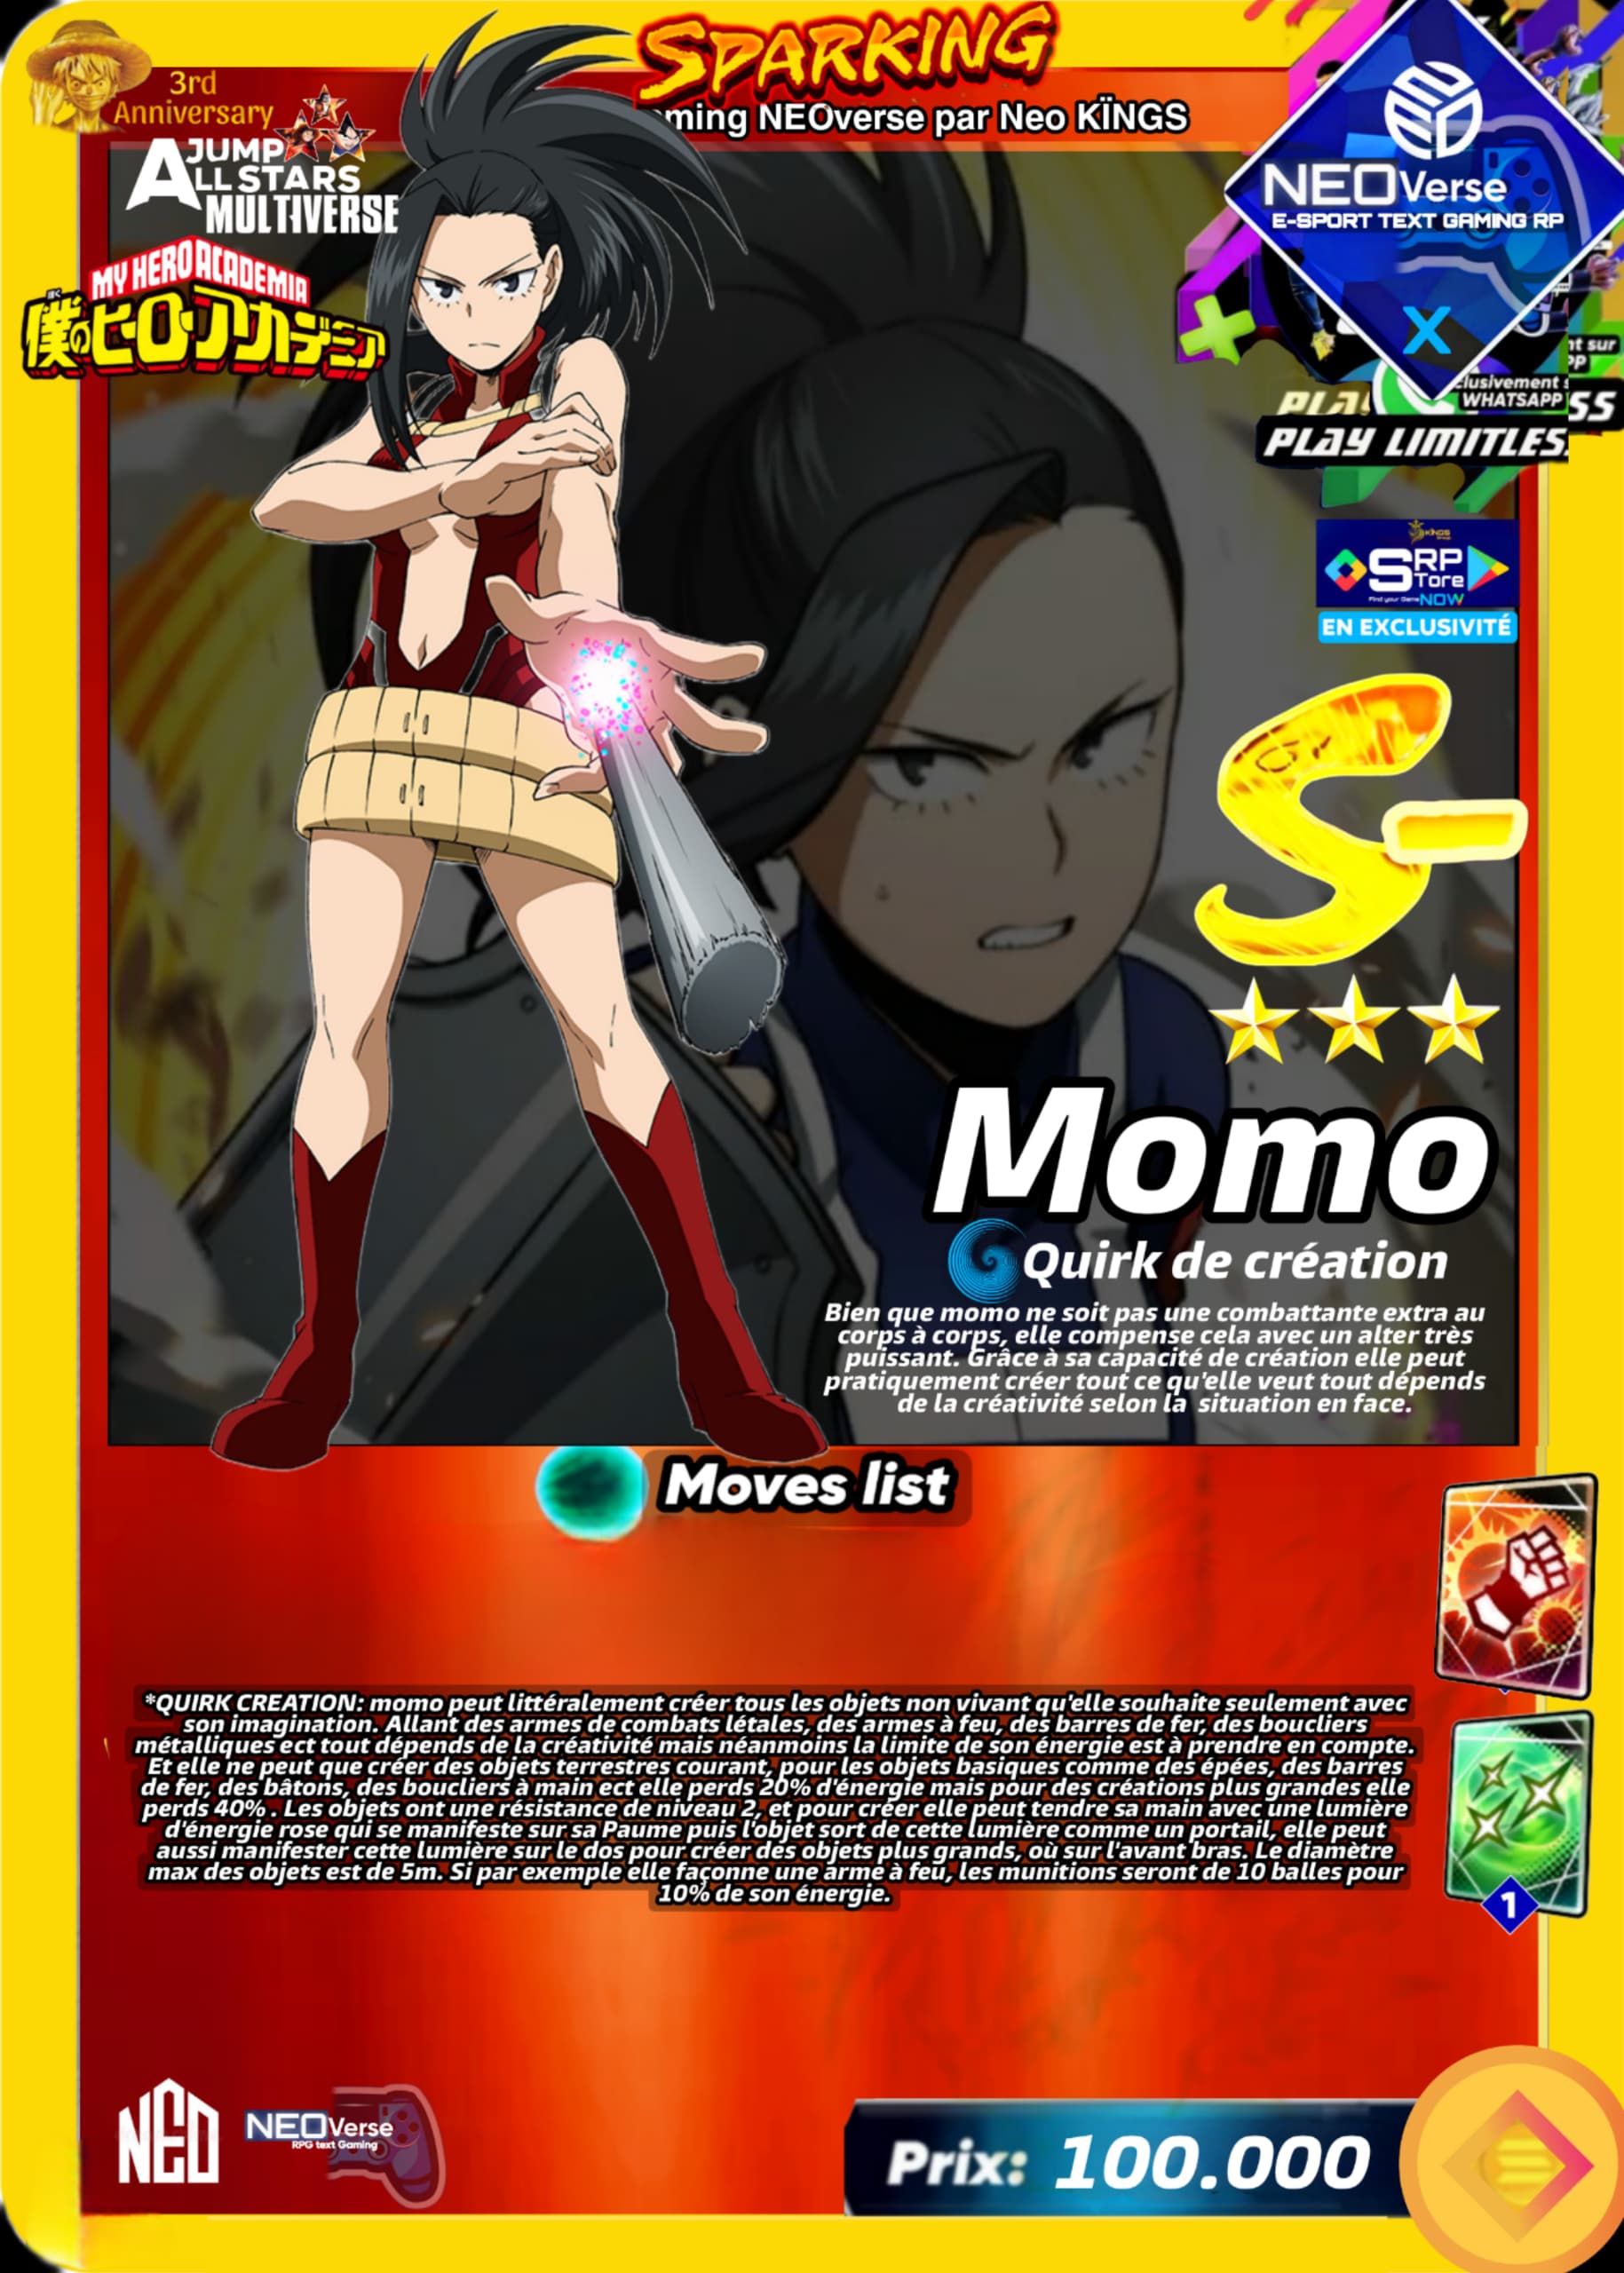 SPARKING
ming NEOverse par Neo KÏNGS
3rd
Anniversary
JUMP
ALL STARS
MULTIVERSE
MY HERO ACADEMIA
僕のヒーローアカデミア
NEOVerse
E-SPORT TEXT GAMING RP
X
nt sur
pp
clusivement s
WHATSAPP
SS
PLAY LIMITLES
KINGS
SRP
Tore
Find your Game NOW
EN EXCLUSIVITÉ
S-
Momo
Quirk de création
Bien que momo ne soit pas une combattante extra au
corps à corps, elle compense cela avec un alter très
puissant. Grâce à sa capacité de création elle peut
pratiquement créer tout ce qu'elle veut tout dépends
de la créativité selon la situation en face.
Moves list
*QUIRK CREATION: momo peut littéralement créer tous les objets non vivant qu'elle souhaite seulement avec
son imagination. Allant des armes de combats létales, des armes à feu, des barres de fer, des boucliers
métalliques ect tout dépends de la créativité mais néanmoins la limite de son énergie est à prendre en compte.
Et elle ne peut que créer des objets terrestres courant, pour les objets basiques comme des épées, des barres
de fer, des bâtons, des boucliers à main ect elle perds 20% d'énergie mais pour des créations plus grandes elle
perds 40% . Les objets ont une résistance de niveau 2, et pour créer elle peut tendre sa main avec une lumière
d'énergie rose qui se manifeste sur sa Paume puis l'objet sort de cette lumière comme un portail, elle peut
aussi manifester cette lumière sur le dos pour créer des objets plus grands, où sur l'avant bras. Le diamètre
max des objets est de 5m. Si par exemple elle façonne une arme à feu, les munitions seront de 10 balles pour
10% de son énergie.
1
NEO
NEOVerse
RPG text Gaming
Prix: 100.000